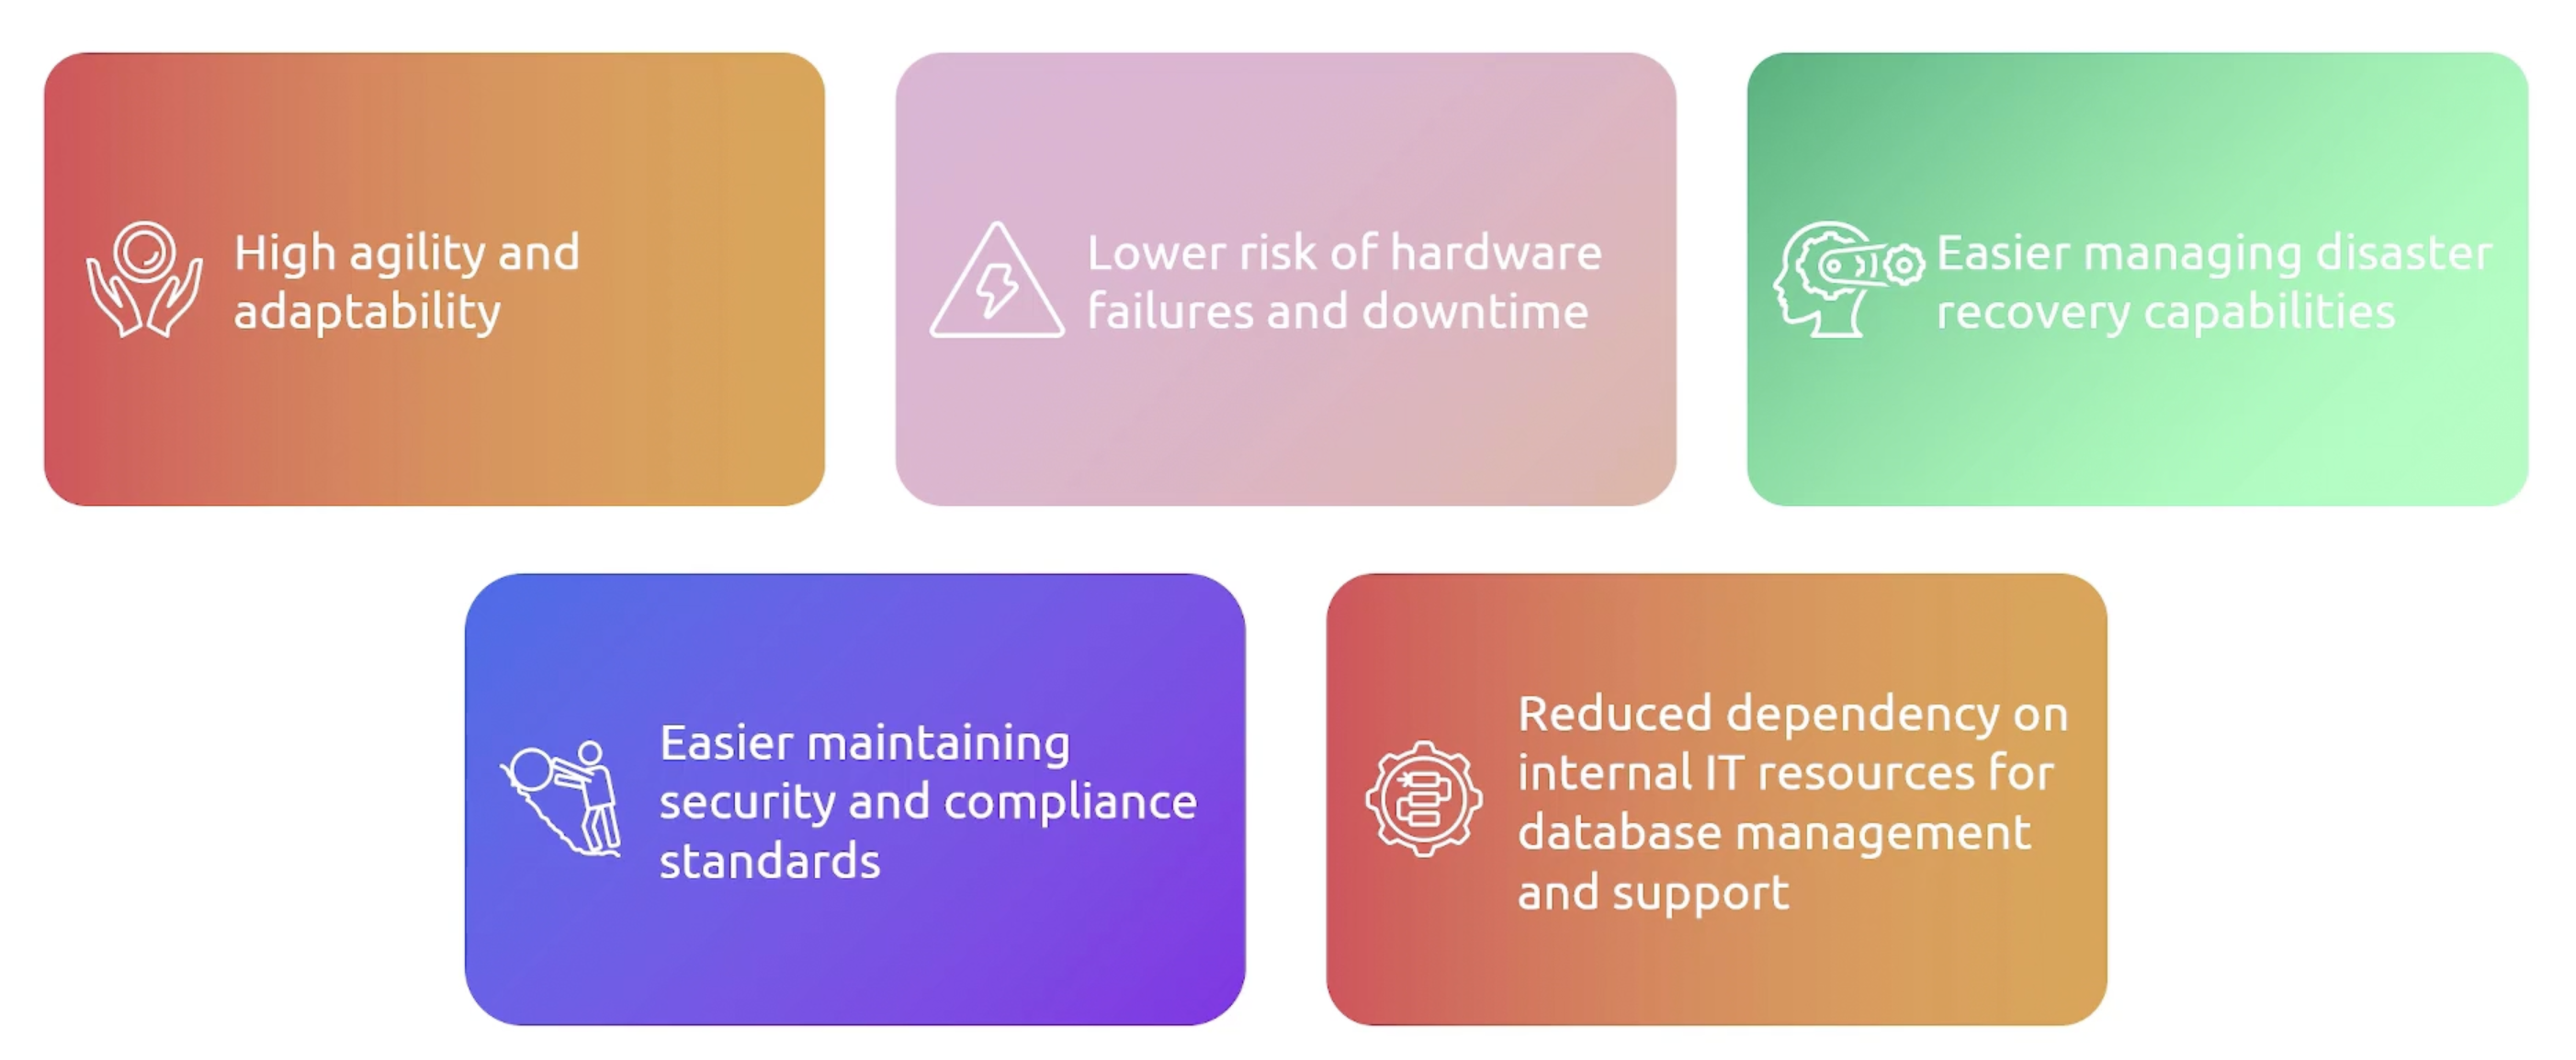 High agility and
adaptability
Lower risk of hardware
failures and downtime
Easier managing disaster
recovery capabilities
Easier maintaining
security and compliance
standards
Reduced dependency on
internal IT resources for
database management
and support